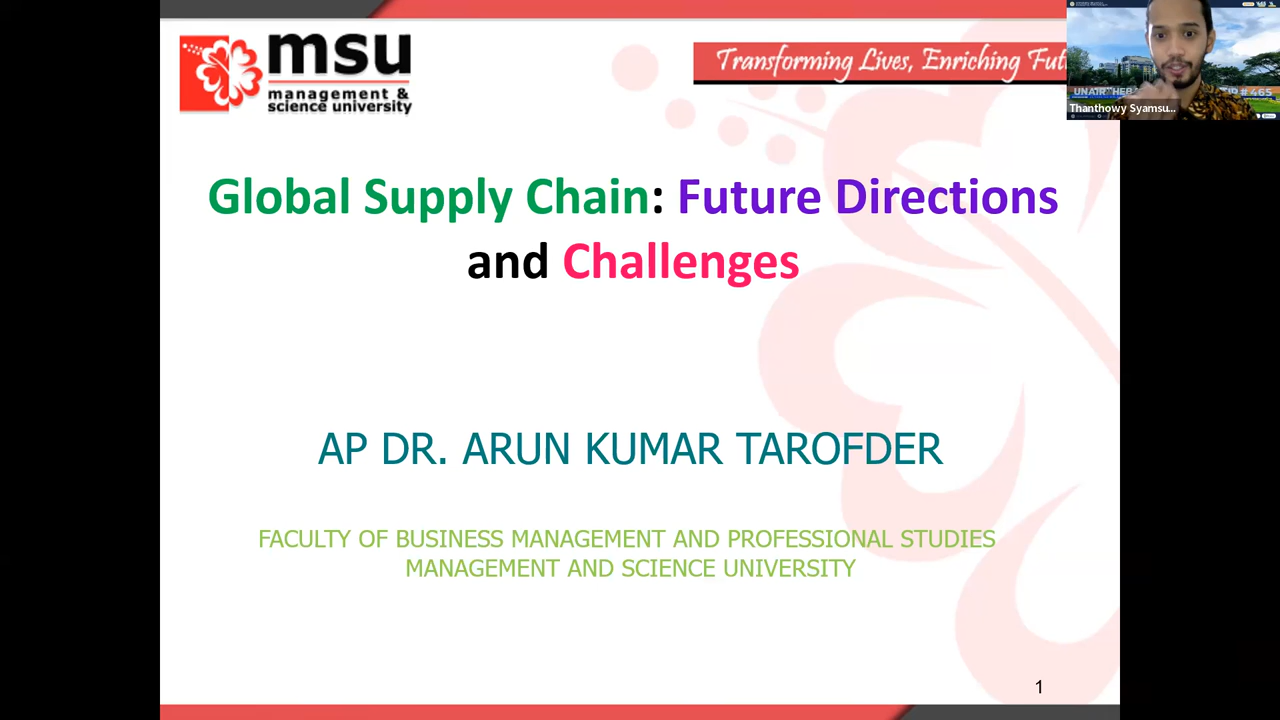 msu
management &
science university
Transforming Lives, Enriching
Thanthowy Syamsu...
# 465
Global Supply Chain: Future Directions
and Challenges
AP DR. ARUN KUMAR TAROFDER
FACULTY OF BUSINESS MANAGEMENT AND PROFESSIONAL STUDIES
MANAGEMENT AND SCIENCE UNIVERSITY
1